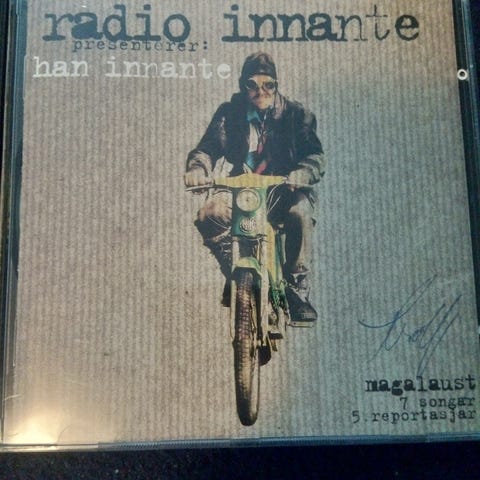 radio innante
presenterer:
han innante
magalaust
7 songar
5.reportasjar